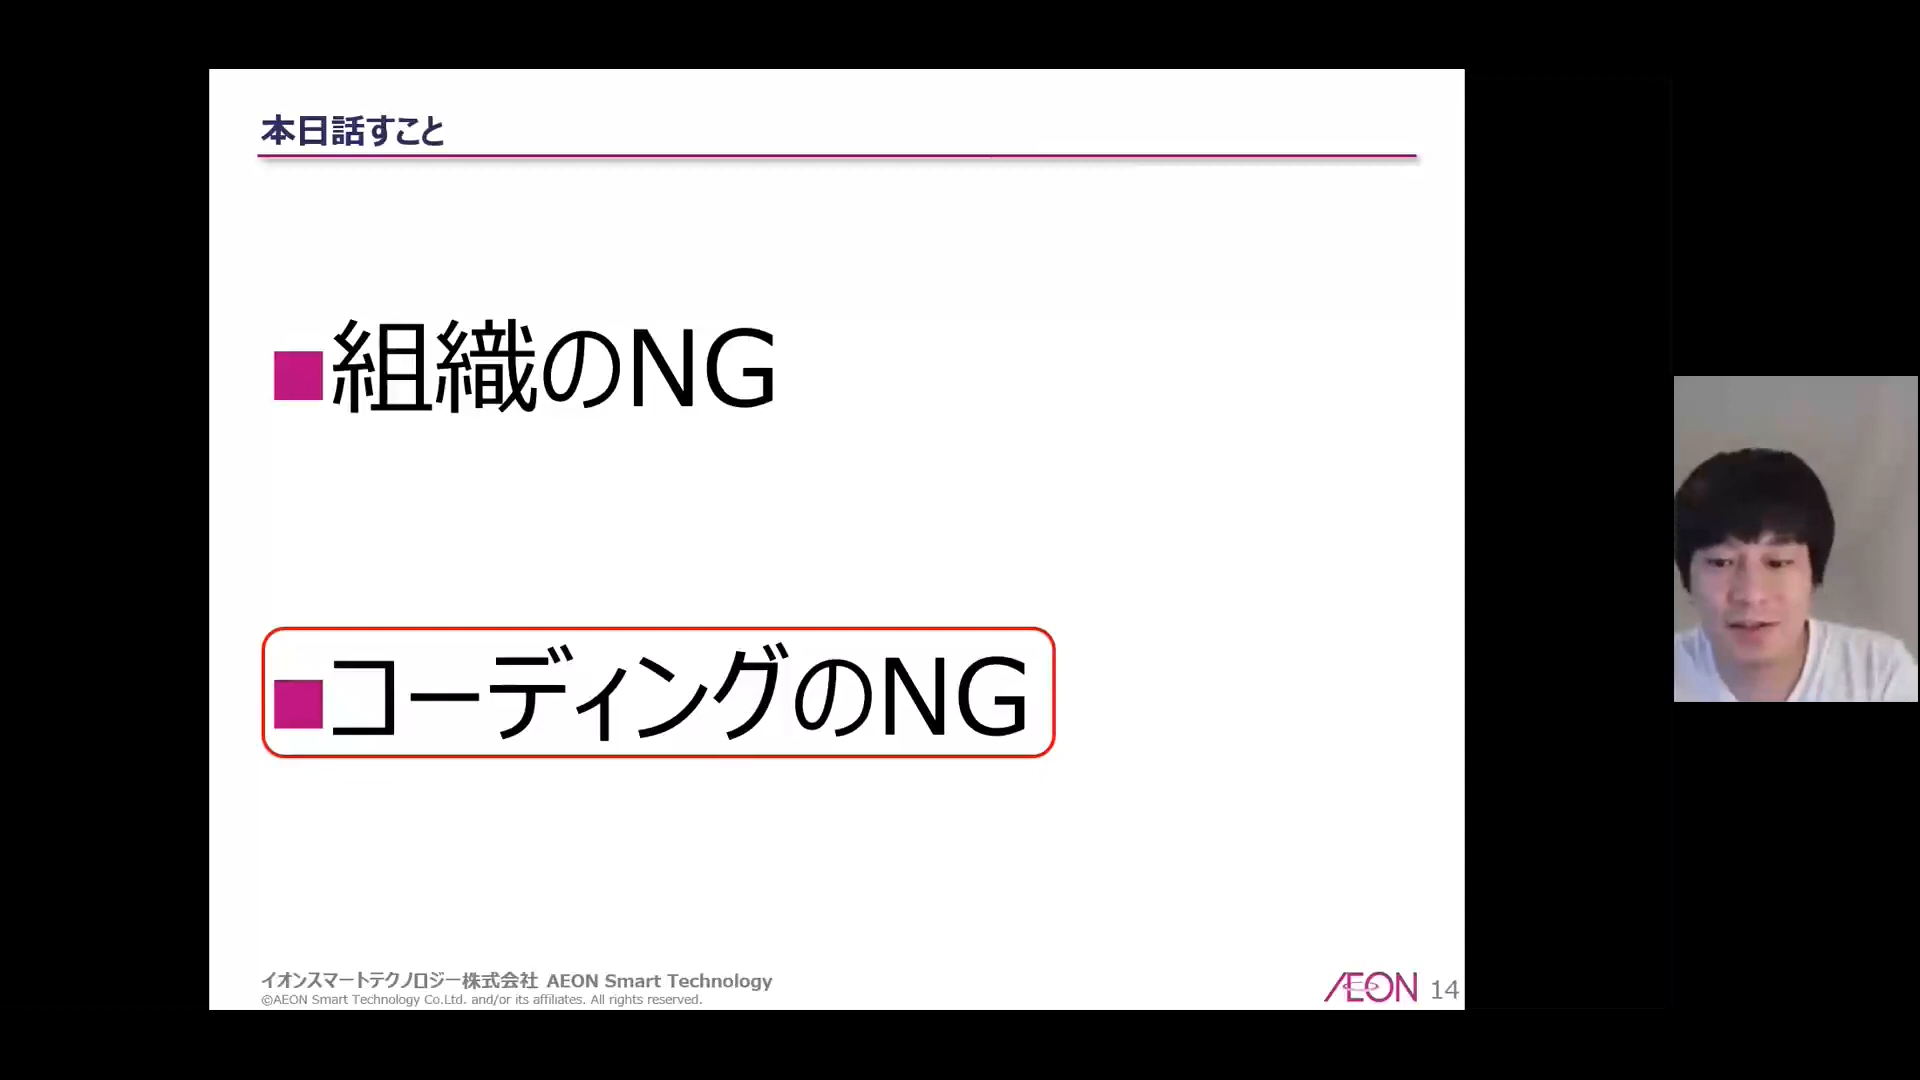 本日話すこと
■組織のNG
■コーディングのNG
イオンスマートテクノロジー株式会社 AEON Smart Technology
©AEON Smart Technology Co.Ltd. and/or its affiliates. All rights reserved.
ÆON 14